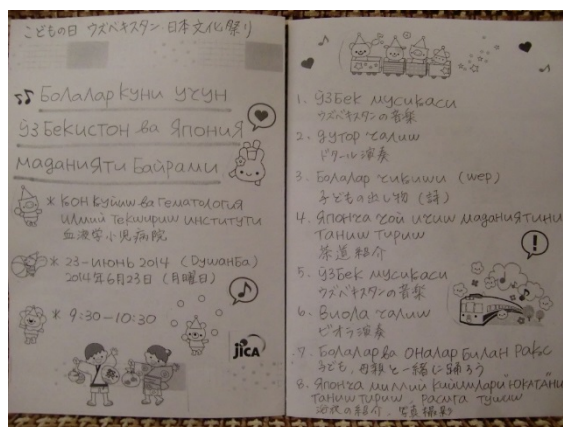 こどもの日 ウズベキスタン・日本文化祭り
Болалар куни учун
ўзбекистон ва Япония
маданияти байрами
* Қон қуйиш ва гематология
илмий текшириш институти
血液学小児病院
* 23-июнь 2014 (Душанба)
2014年6月23日(月曜日)
* 9:30-10:30
jiCA
1. ўзбек мусиқаси
ウズベキスタンの音楽
2. дутор чалиш
ドタール演奏
3. Болалар чиқиши (шер)
子どもの出し物(詩)
4. Японча чой ичиш маданиятини
таништириш
茶道紹介
5. ўзбек мусиқаси
ウズベキスタンの音楽
6. Виола чалиш
ビオラ演奏
7. Болалар ва оналар билан рақс
子ども、母親と一緒に踊ろう
8. Японча миллий кийимлари ЮКАТАНИ
таништириш, расмга тушиш
浴衣の紹介、写真撮影